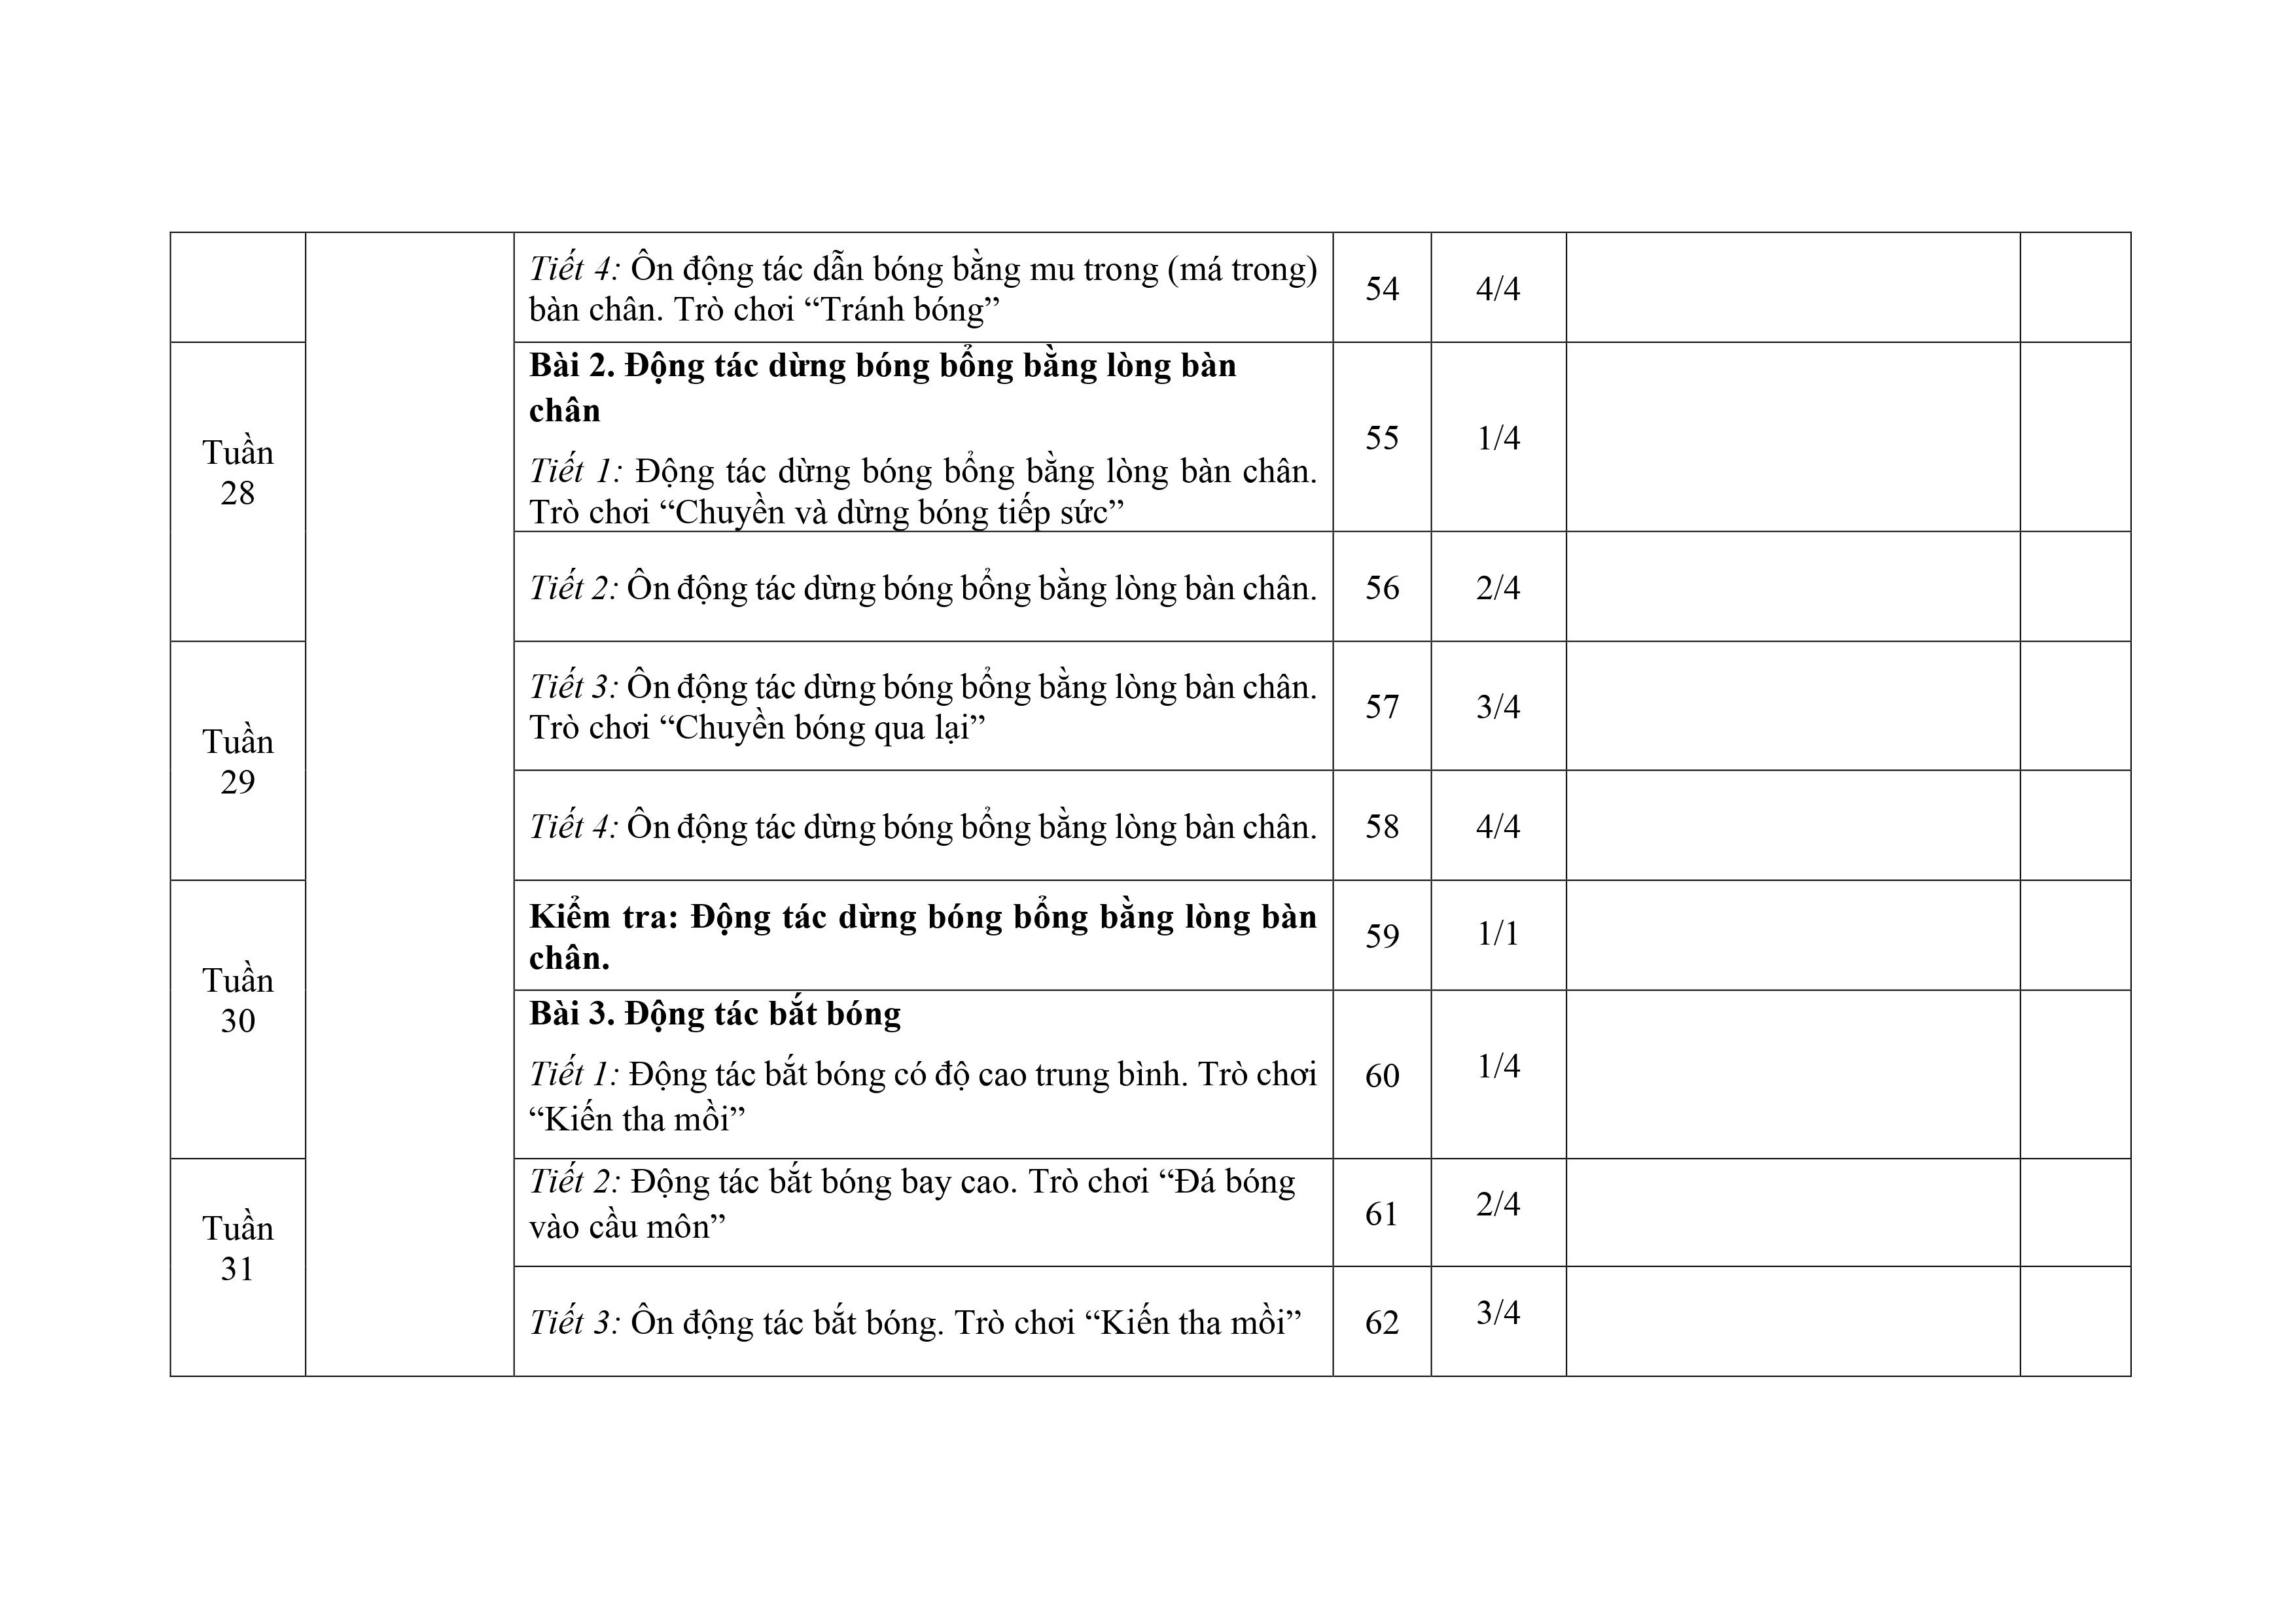 Tiết 4: Ôn động tác dẫn bóng bằng mu trong (má trong)
bàn chân. Trò chơi “Tránh bóng”
54
4/4
Tuần
28
Bài 2. Động tác dừng bóng bổng bằng lòng bàn
chân
Tiết 1: Động tác dừng bóng bổng bằng lòng bàn chân.
Trò chơi “Chuyền và dừng bóng tiếp sức”
55
1/4
Tiết 2: Ôn động tác dừng bóng bổng bằng lòng bàn chân.
56
2/4
Tuần
29
Tiết 3: Ôn động tác dừng bóng bổng bằng lòng bàn chân.
Trò chơi “Chuyền bóng qua lại”
57
3/4
Tiết 4: Ôn động tác dừng bóng bổng bằng lòng bàn chân.
58
4/4
Tuần
30
Kiểm tra: Động tác dừng bóng bổng bằng lòng bàn
chân.
59
1/1
Bài 3. Động tác bắt bóng
Tiết 1: Động tác bắt bóng có độ cao trung bình. Trò chơi
“Kiến tha mồi”
60
1/4
Tuần
31
Tiết 2: Động tác bắt bóng bay cao. Trò chơi “Đá bóng
vào cầu môn”
61
2/4
Tiết 3: Ôn động tác bắt bóng. Trò chơi “Kiến tha mồi”
62
3/4